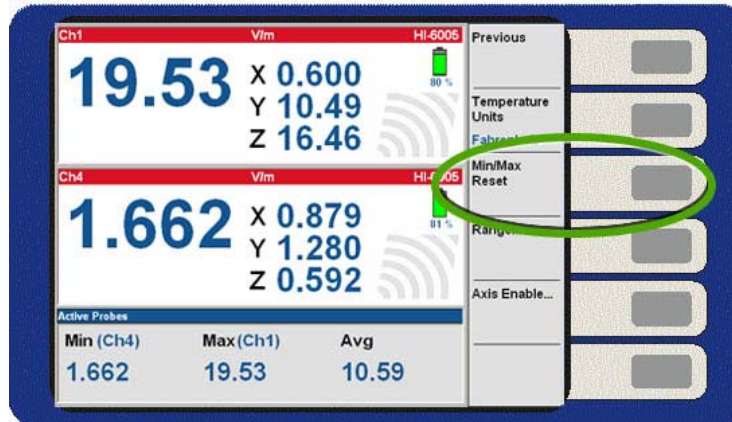 Ch1 V/m HI-6005
19.53
X 0.600
Y 10.49
Z 16.46
80 %
Ch4 V/m
1.662
X 0.879
Y 1.280
Z 0.592
81 %
Active Probes
Min (Ch4) Max(Ch1) Avg
1.662 19.53 10.59
Previous
Temperature
Units
Min/Max
Reset
Axis Enable...